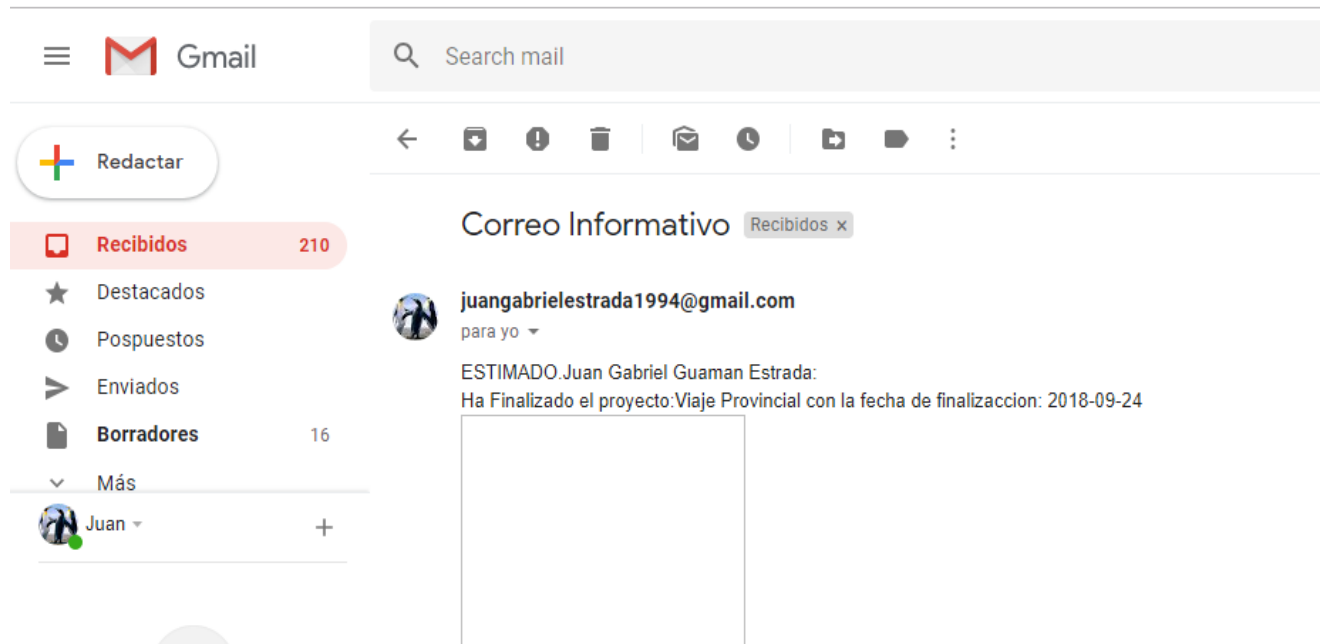 Gmail
Search mail
Redactar
Recibidos 210
Destacados
Pospuestos
Enviados
Borradores 16
Más
Juan
Correo Informativo Recibidos x
juangabrielestrada1994@gmail.com
para yo
ESTIMADO.Juan Gabriel Guaman Estrada:
Ha Finalizado el proyecto:Viaje Provincial con la fecha de finalizaccion: 2018-09-24